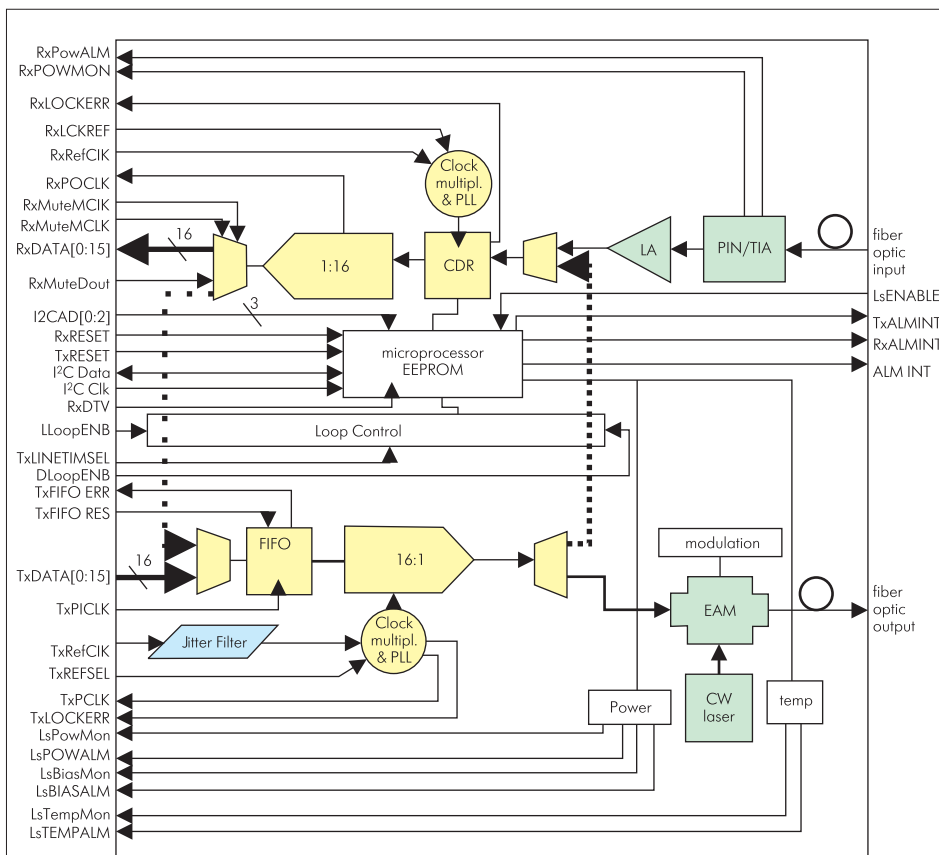 RxPowALM
RxPOWMON
RxLOCKERR
RxLCKREF
RxRefClK
RxPOCLK
RxMuteMClK
RxMuteMCLK
RxDATA[0:15]
RxMuteDout
I2CAD[0:2]
RxRESET
TxRESET
I²C Data
I²C Clk
RxDTV
LLoopENB
TxLINETIMSEL
DLoopENB
TxFIFO ERR
TxFIFO RES
TxDATA[0:15]
TxPICLK
TxRefClK
TxREFSEL
TxPCLK
TxLOCKERR
LsPowMon
LsPOWALM
LsBiasMon
LsBIASALM
LsTempMon
LsTEMPALM
16
3
Clock
multipl.
& PLL
1:16
CDR
LA
PIN/TIA
fiber
optic
input
LsENABLE
TxALMINT
RxALMINT
ALM INT
microprocessor
EEPROM
Loop Control
16
FIFO
16:1
Clock
multipl.
& PLL
Jitter Filter
modulation
EAM
CW
laser
Power
temp
fiber
optic
output